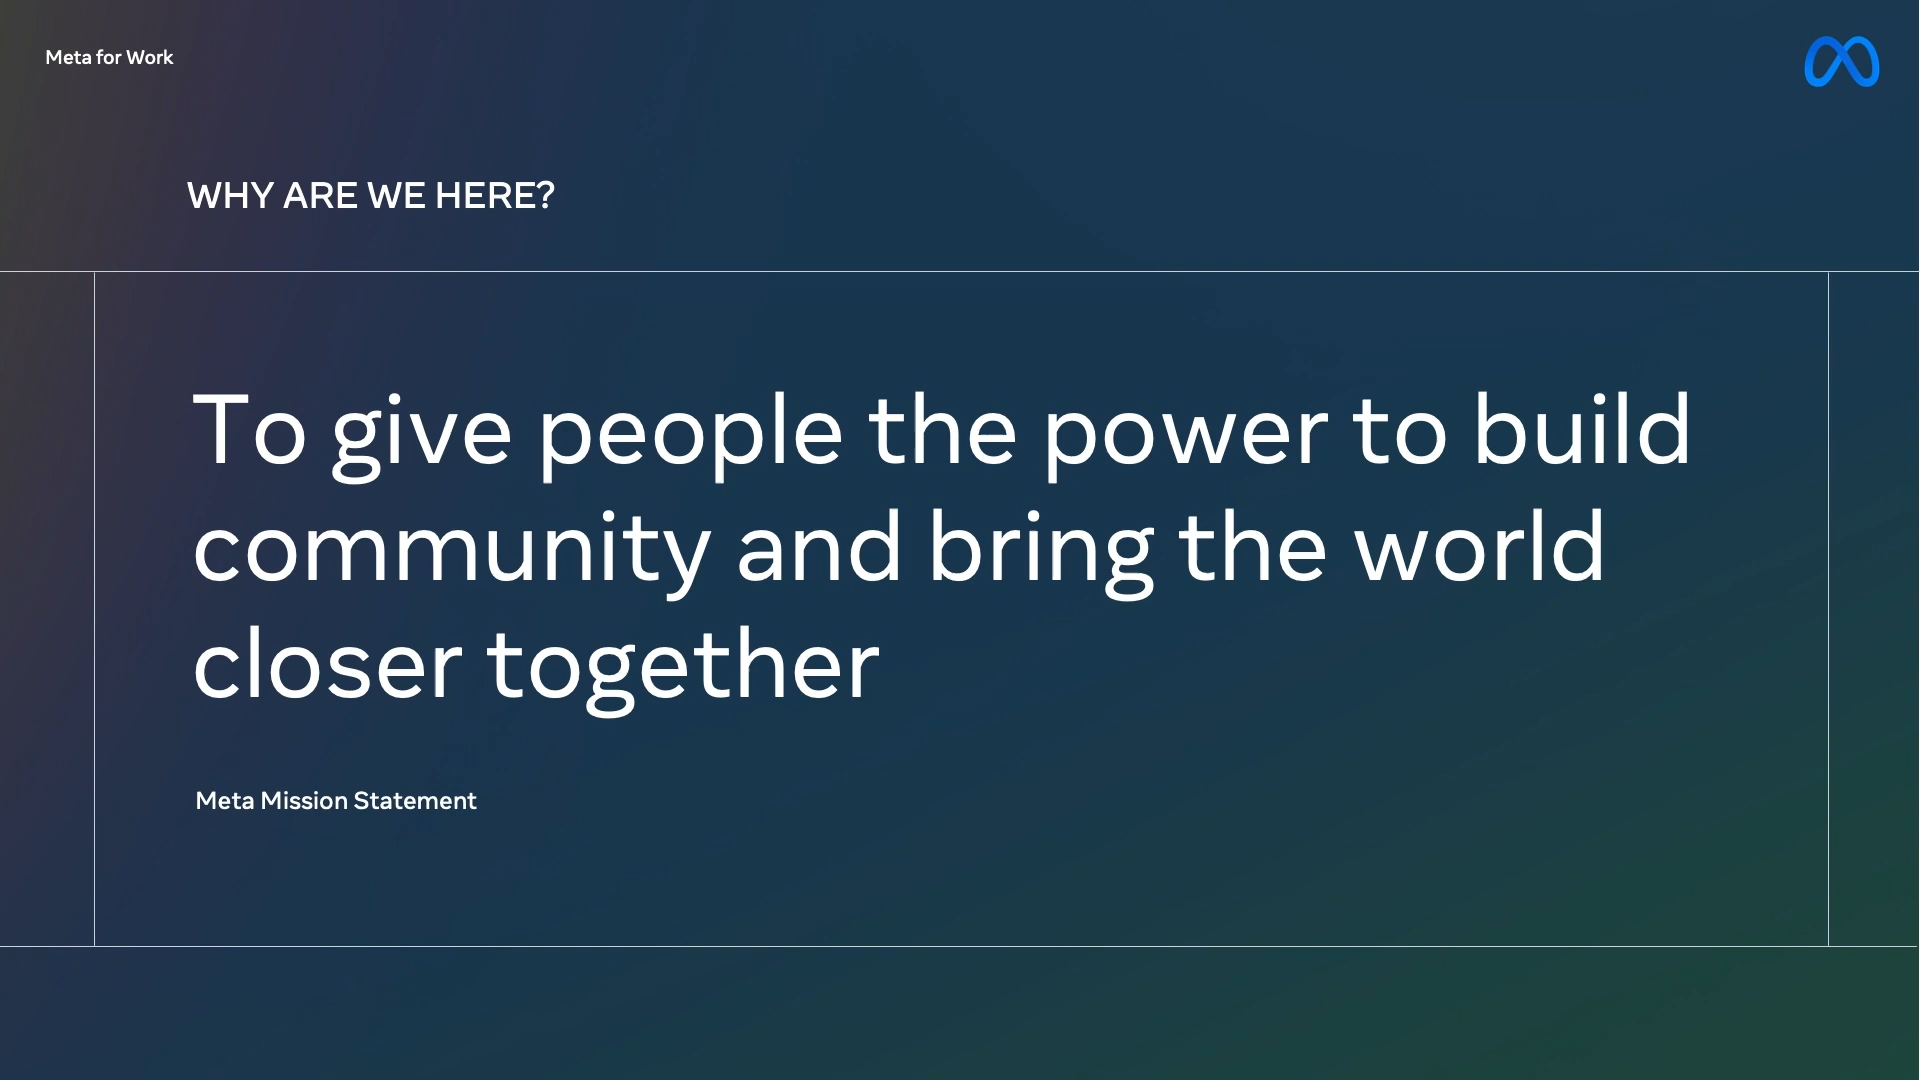 Meta for Work
WHY ARE WE HERE?
To give people the power to build
community and bring the world
closer together
Meta Mission Statement